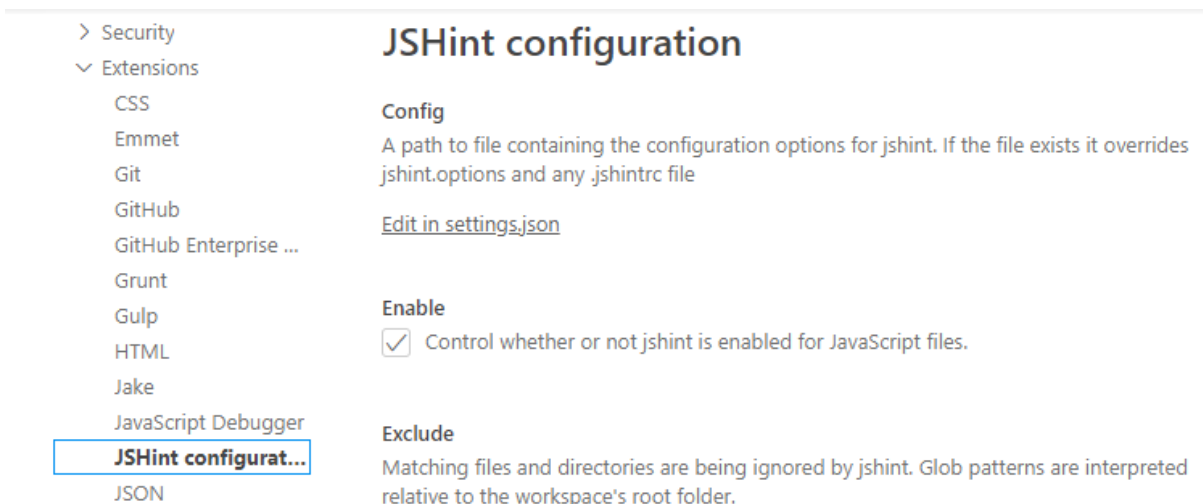 Security
Extensions
CSS
Emmet
Git
GitHub
GitHub Enterprise ...
Grunt
Gulp
HTML
Jake
JavaScript Debugger
JSHint configurat...
JSON
JSHint configuration
Config
A path to file containing the configuration options for jshint. If the file exists it overrides
jshint.options and any .jshintrc file
Edit in settings.json
Enable
Control whether or not jshint is enabled for JavaScript files.
Exclude
Matching files and directories are being ignored by jshint. Glob patterns are interpreted
relative to the workspace's root folder.